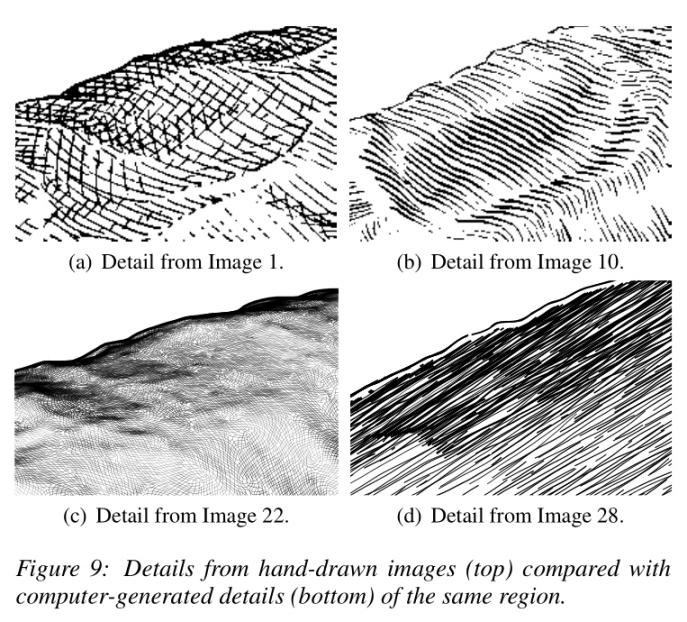 (a) Detail from Image 1.
(b) Detail from Image 10.
(c) Detail from Image 22.
(d) Detail from Image 28.
Figure 9: Details from hand-drawn images (top) compared with
computer-generated details (bottom) of the same region.